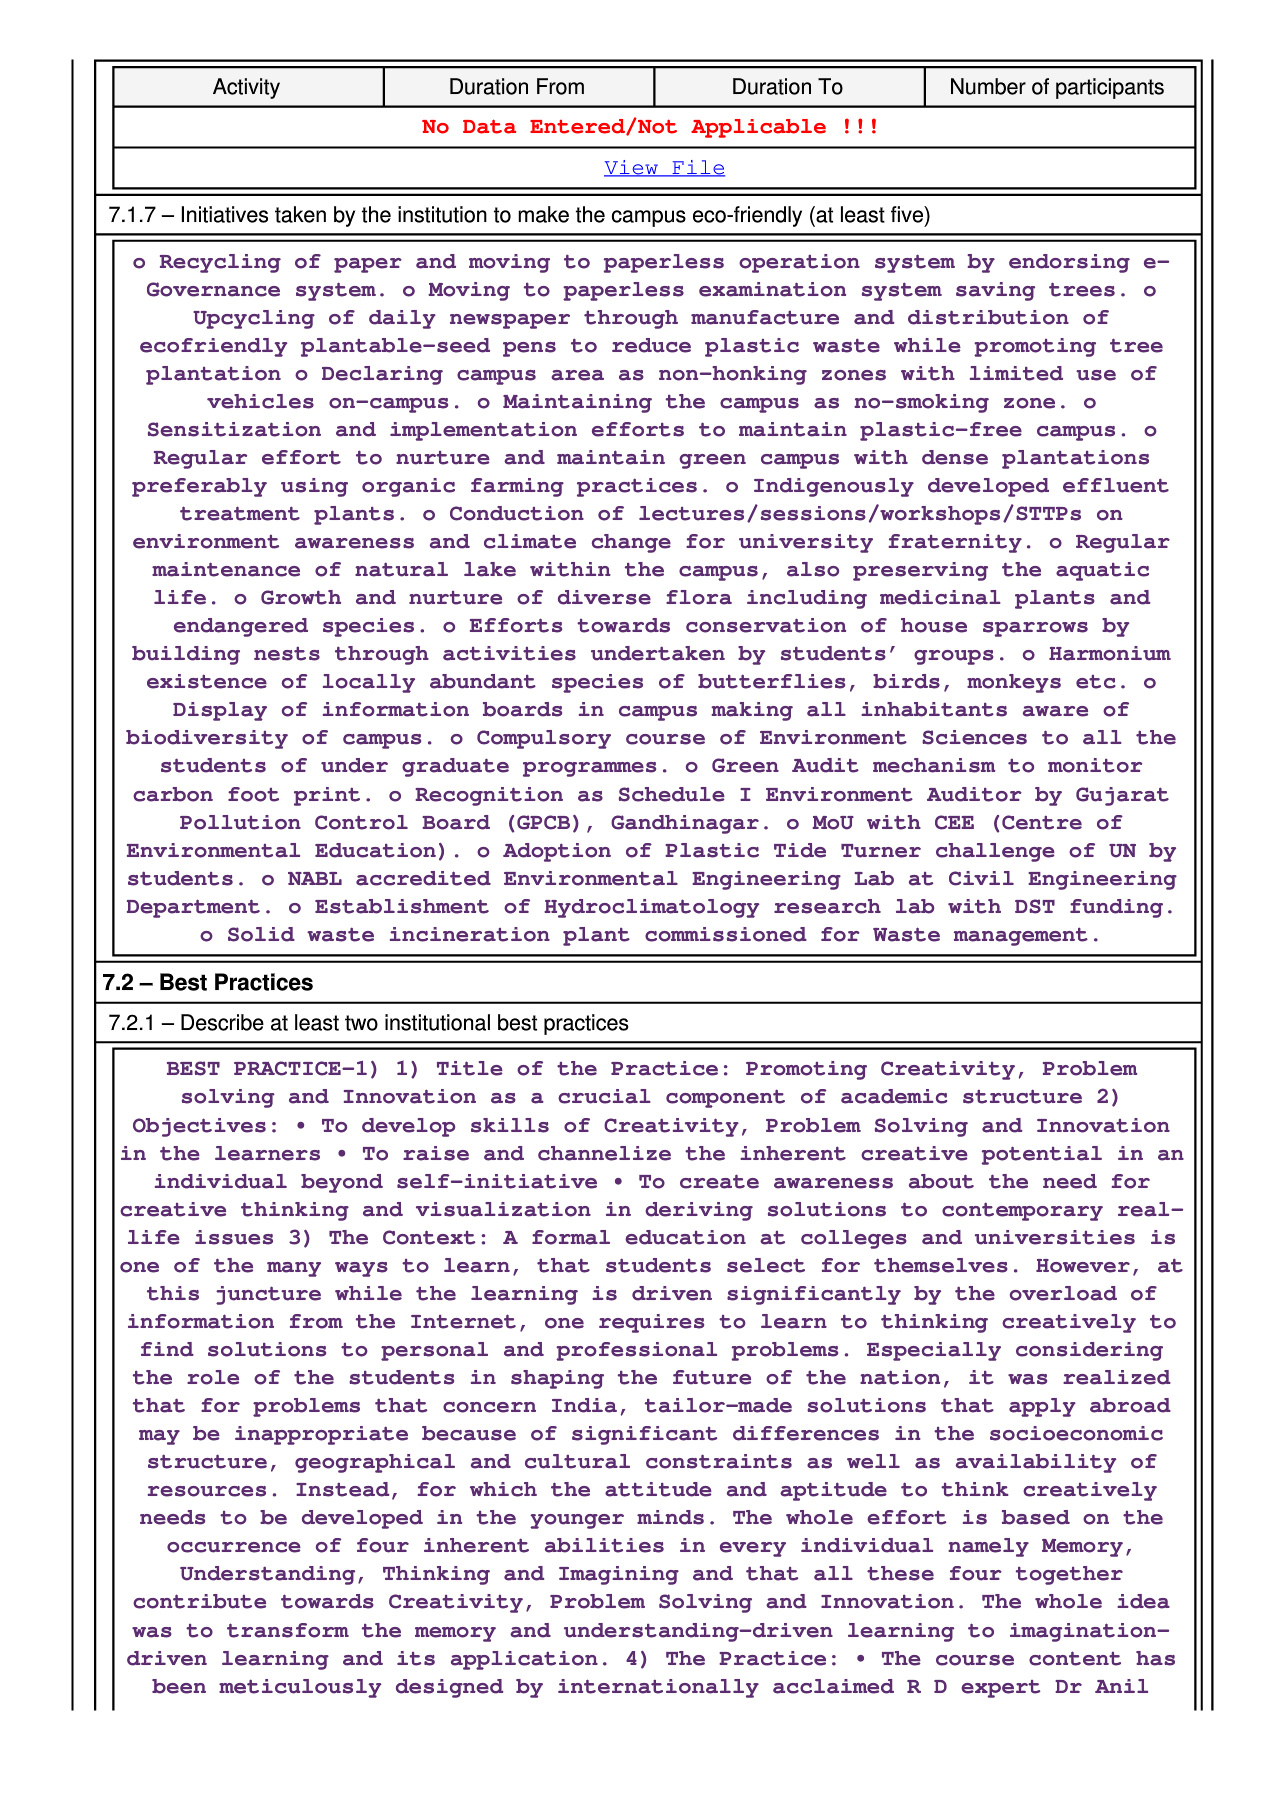 Activity Duration From Duration To Number of participants
No Data Entered/Not Applicable !!!
View File
7.1.7 – Initiatives taken by the institution to make the campus eco-friendly (at least five)
o Recycling of paper and moving to paperless operation system by endorsing e-
Governance system. o Moving to paperless examination system saving trees. o
Upcycling of daily newspaper through manufacture and distribution of
ecofriendly plantable-seed pens to reduce plastic waste while promoting tree
plantation o Declaring campus area as non-honking zones with limited use of
vehicles on-campus. o Maintaining the campus as no-smoking zone. o
Sensitization and implementation efforts to maintain plastic-free campus. o
Regular effort to nurture and maintain green campus with dense plantations
preferably using organic farming practices. o Indigenously developed effluent
treatment plants. o Conduction of lectures/sessions/workshops/STTPs on
environment awareness and climate change for university fraternity. o Regular
maintenance of natural lake within the campus, also preserving the aquatic
life. o Growth and nurture of diverse flora including medicinal plants and
endangered species. o Efforts towards conservation of house sparrows by
building nests through activities undertaken by students’ groups. o Harmonium
existence of locally abundant species of butterflies, birds, monkeys etc. o
Display of information boards in campus making all inhabitants aware of
biodiversity of campus. o Compulsory course of Environment Sciences to all the
students of under graduate programmes. o Green Audit mechanism to monitor
carbon foot print. o Recognition as Schedule I Environment Auditor by Gujarat
Pollution Control Board (GPCB), Gandhinagar. o MoU with CEE (Centre of
Environmental Education). o Adoption of Plastic Tide Turner challenge of UN by
students. o NABL accredited Environmental Engineering Lab at Civil Engineering
Department. o Establishment of Hydroclimatology research lab with DST funding.
o Solid waste incineration plant commissioned for Waste management.
7.2 – Best Practices
7.2.1 – Describe at least two institutional best practices
BEST PRACTICE-1) 1) Title of the Practice: Promoting Creativity, Problem
solving and Innovation as a crucial component of academic structure 2)
Objectives: • To develop skills of Creativity, Problem Solving and Innovation
in the learners • To raise and channelize the inherent creative potential in an
individual beyond self-initiative • To create awareness about the need for
creative thinking and visualization in deriving solutions to contemporary real-
life issues 3) The Context: A formal education at colleges and universities is
one of the many ways to learn, that students select for themselves. However, at
this juncture while the learning is driven significantly by the overload of
information from the Internet, one requires to learn to thinking creatively to
find solutions to personal and professional problems. Especially considering
the role of the students in shaping the future of the nation, it was realized
that for problems that concern India, tailor-made solutions that apply abroad
may be inappropriate because of significant differences in the socioeconomic
structure, geographical and cultural constraints as well as availability of
resources. Instead, for which the attitude and aptitude to think creatively
needs to be developed in the younger minds. The whole effort is based on the
occurrence of four inherent abilities in every individual namely Memory,
Understanding, Thinking and Imagining and that all these four together
contribute towards Creativity, Problem Solving and Innovation. The whole idea
was to transform the memory and understanding-driven learning to imagination-
driven learning and its application. 4) The Practice: • The course content has
been meticulously designed by internationally acclaimed R D expert Dr Anil